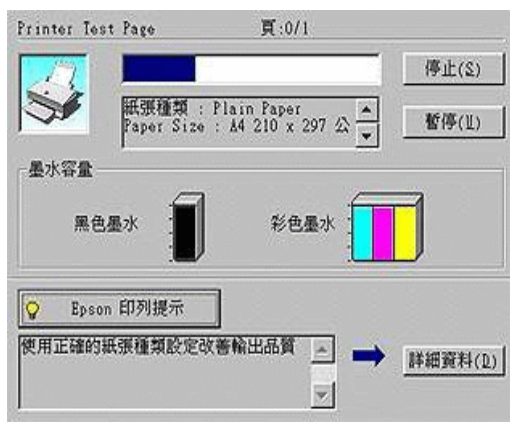 Printer Test Page 頁:0/1
停止(S)
紙張種類 : Plain Paper
Paper Size : A4 210 x 297 公
暫停(U)
墨水容量
黑色墨水
彩色墨水
Epson 印列提示
使用正確的紙張種類設定改善輸出品質
詳細資料(D)